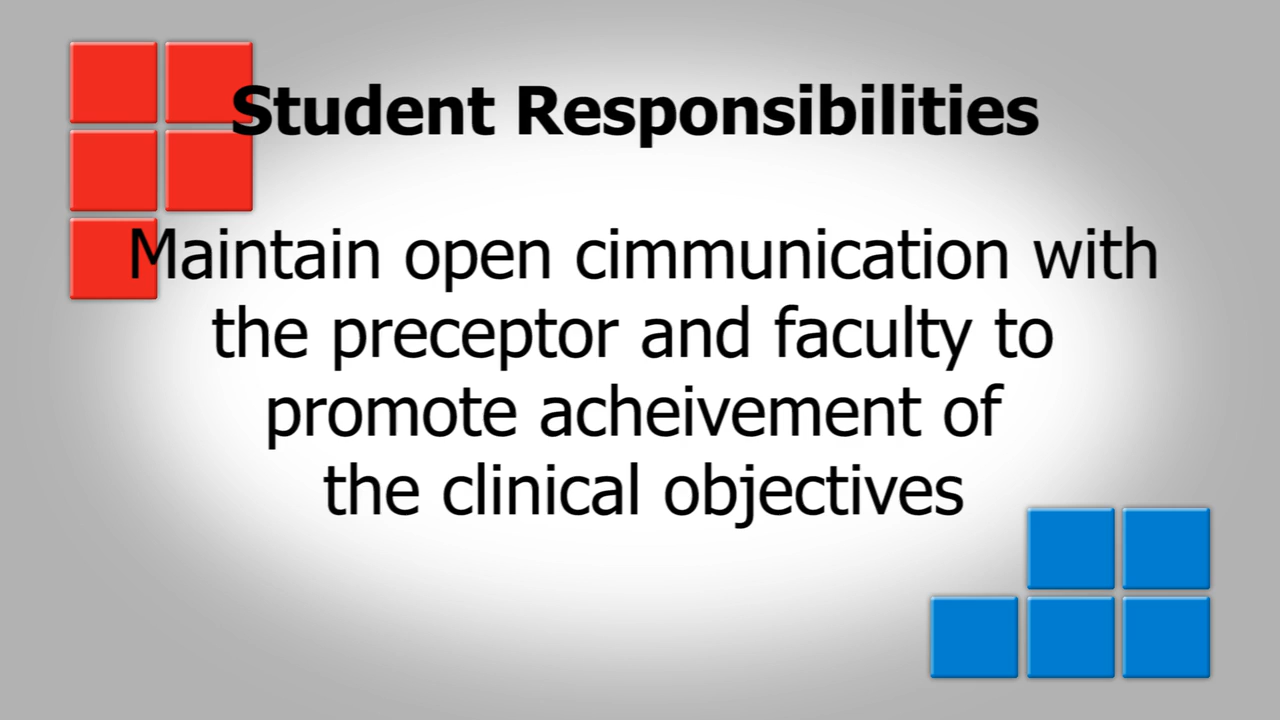 Student Responsibilities
Maintain open cimmunication with
the preceptor and faculty to
promote acheivement of
the clinical objectives